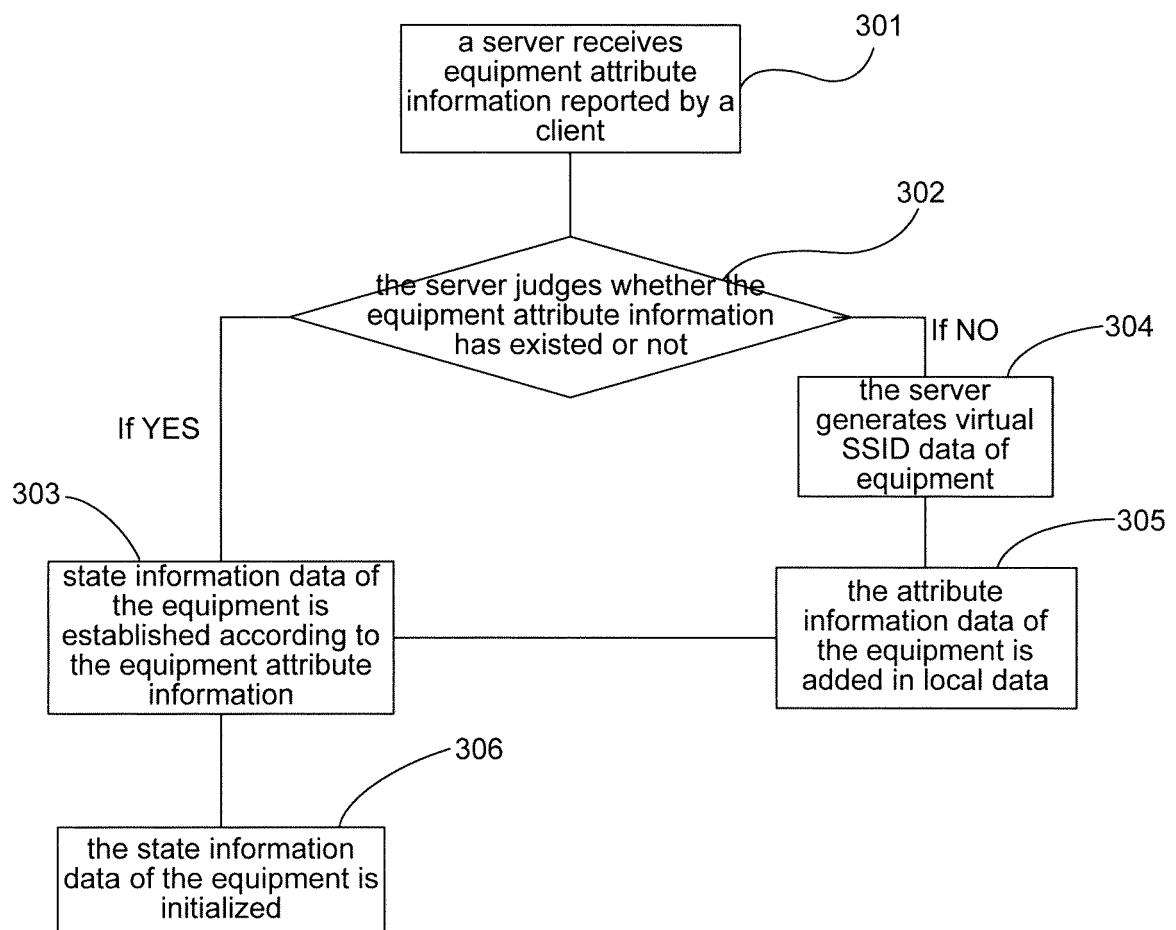 301
a server receives
equipment attribute
information reported by a
client
302
the server judges whether the
equipment attribute information
has existed or not
If NO
304
the server
generates virtual
SSID data of
equipment
If YES
303
305
state information data of
the equipment is
established according to
the equipment attribute
information
the attribute
information data of
the equipment is
added in local data
306
the state information
data of the equipment is
initialized